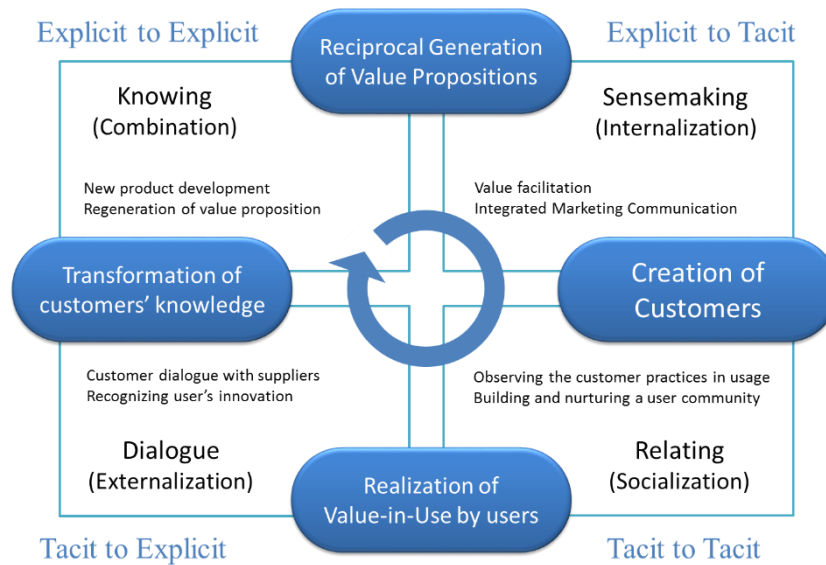 Explicit to Explicit
Reciprocal Generation
of Value Propositions
Explicit to Tacit
Knowing
(Combination)
Sensemaking
(Internalization)
New product development
Regeneration of value proposition
Value facilitation
Integrated Marketing Communication
Transformation of
customers’ knowledge
Creation of
Customers
Customer dialogue with suppliers
Recognizing user’s innovation
Observing the customer practices in usage
Building and nurturing a user community
Dialogue
(Externalization)
Realization of
Value-in-Use by users
Relating
(Socialization)
Tacit to Explicit
Tacit to Tacit